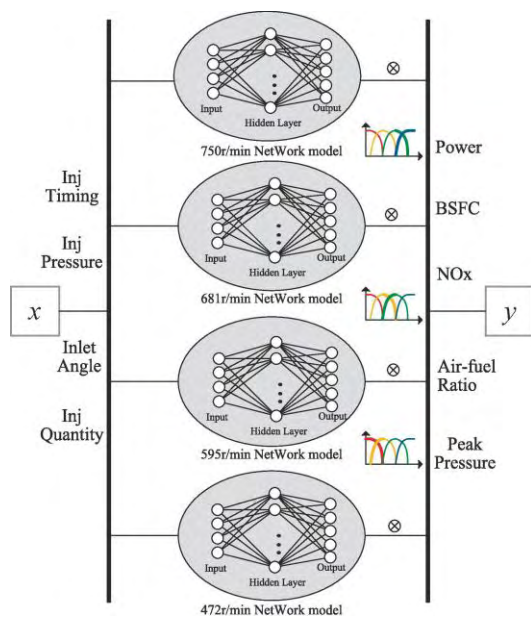 Input
Output
Hidden Layer
750r/min NetWork model
Power
Inj
Timing
Input
Output
Hidden Layer
681r/min NetWork model
BSFC
Inj
Pressure
NOx
x
y
Inlet
Angle
Input
Output
Hidden Layer
595r/min NetWork model
Air-fuel
Ratio
Inj
Quantity
Peak
Pressure
Input
Output
Hidden Layer
472r/min NetWork model